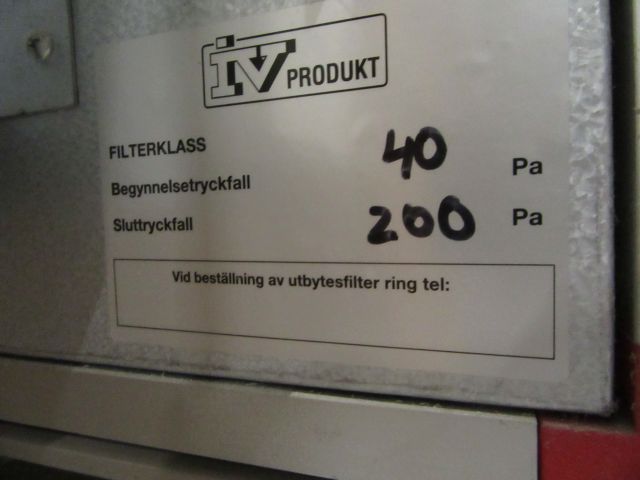 iV PRODUKT
FILTERKLASS
Begynnelsetryckfall 40 Pa
Sluttryckfall 200 Pa
Vid beställning av utbytesfilter ring tel: